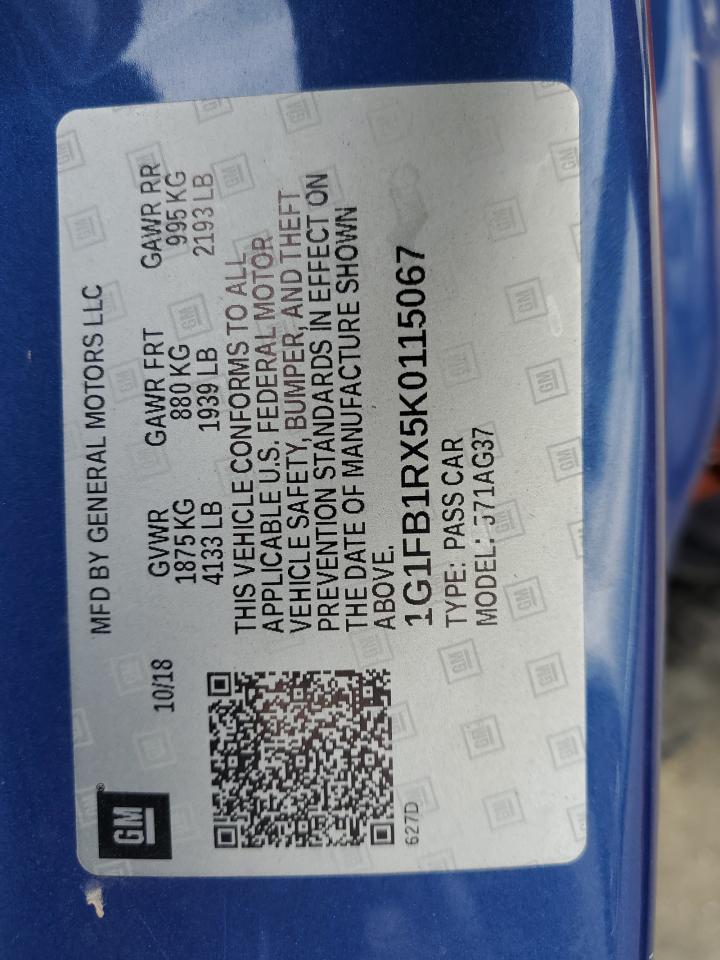 GM
MFD BY GENERAL MOTORS LLC
10/18
GVWR GAWR FRT GAWR RR
1875 KG 880 KG 995 KG
4133 LB 1939 LB 2193 LB
THIS VEHICLE CONFORMS TO ALL
APPLICABLE U.S. FEDERAL MOTOR
VEHICLE SAFETY, BUMPER, AND THEFT
PREVENTION STANDARDS IN EFFECT ON
THE DATE OF MANUFACTURE SHOWN
ABOVE.
1G1FB1RX5K0115067
TYPE: PASS CAR
MODEL:
627D